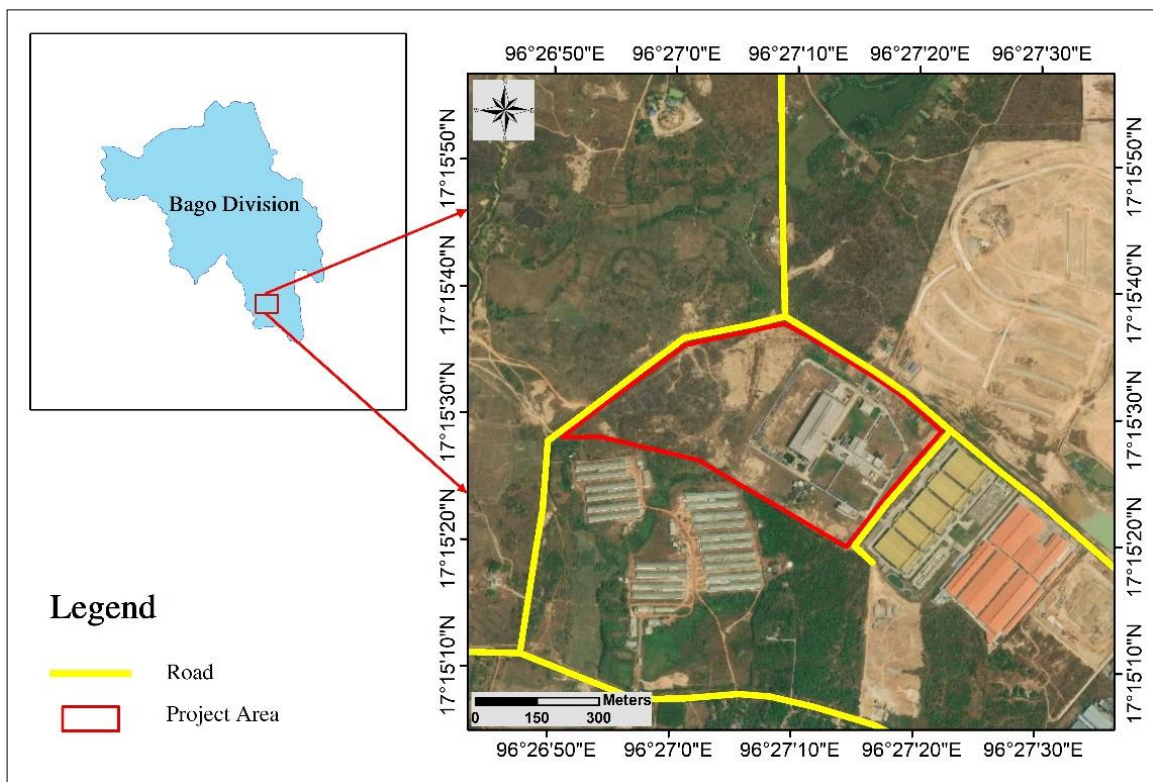 Bago Division
Legend
Road
Project Area
96°26'50"E 96°27'0"E 96°27'10"E 96°27'20"E 96°27'30"E
17°15'50"N
17°15'40"N
17°15'30"N
17°15'20"N
17°15'10"N
N
W
E
S
17°15'50"N
17°15'40"N
17°15'30"N
17°15'20"N
17°15'10"N
Meters
0 150 300
96°26'50"E 96°27'0"E 96°27'10"E 96°27'20"E 96°27'30"E